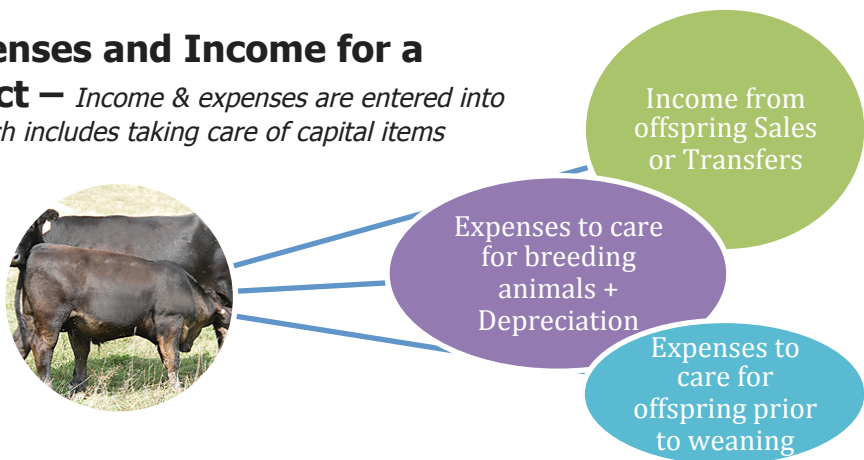 enses and Income for a
ct – Income & expenses are entered into
ch includes taking care of capital items
Income from
offspring Sales
or Transfers
Expenses to care
for breeding
animals +
Depreciation
Expenses to
care for
offspring prior
to weaning